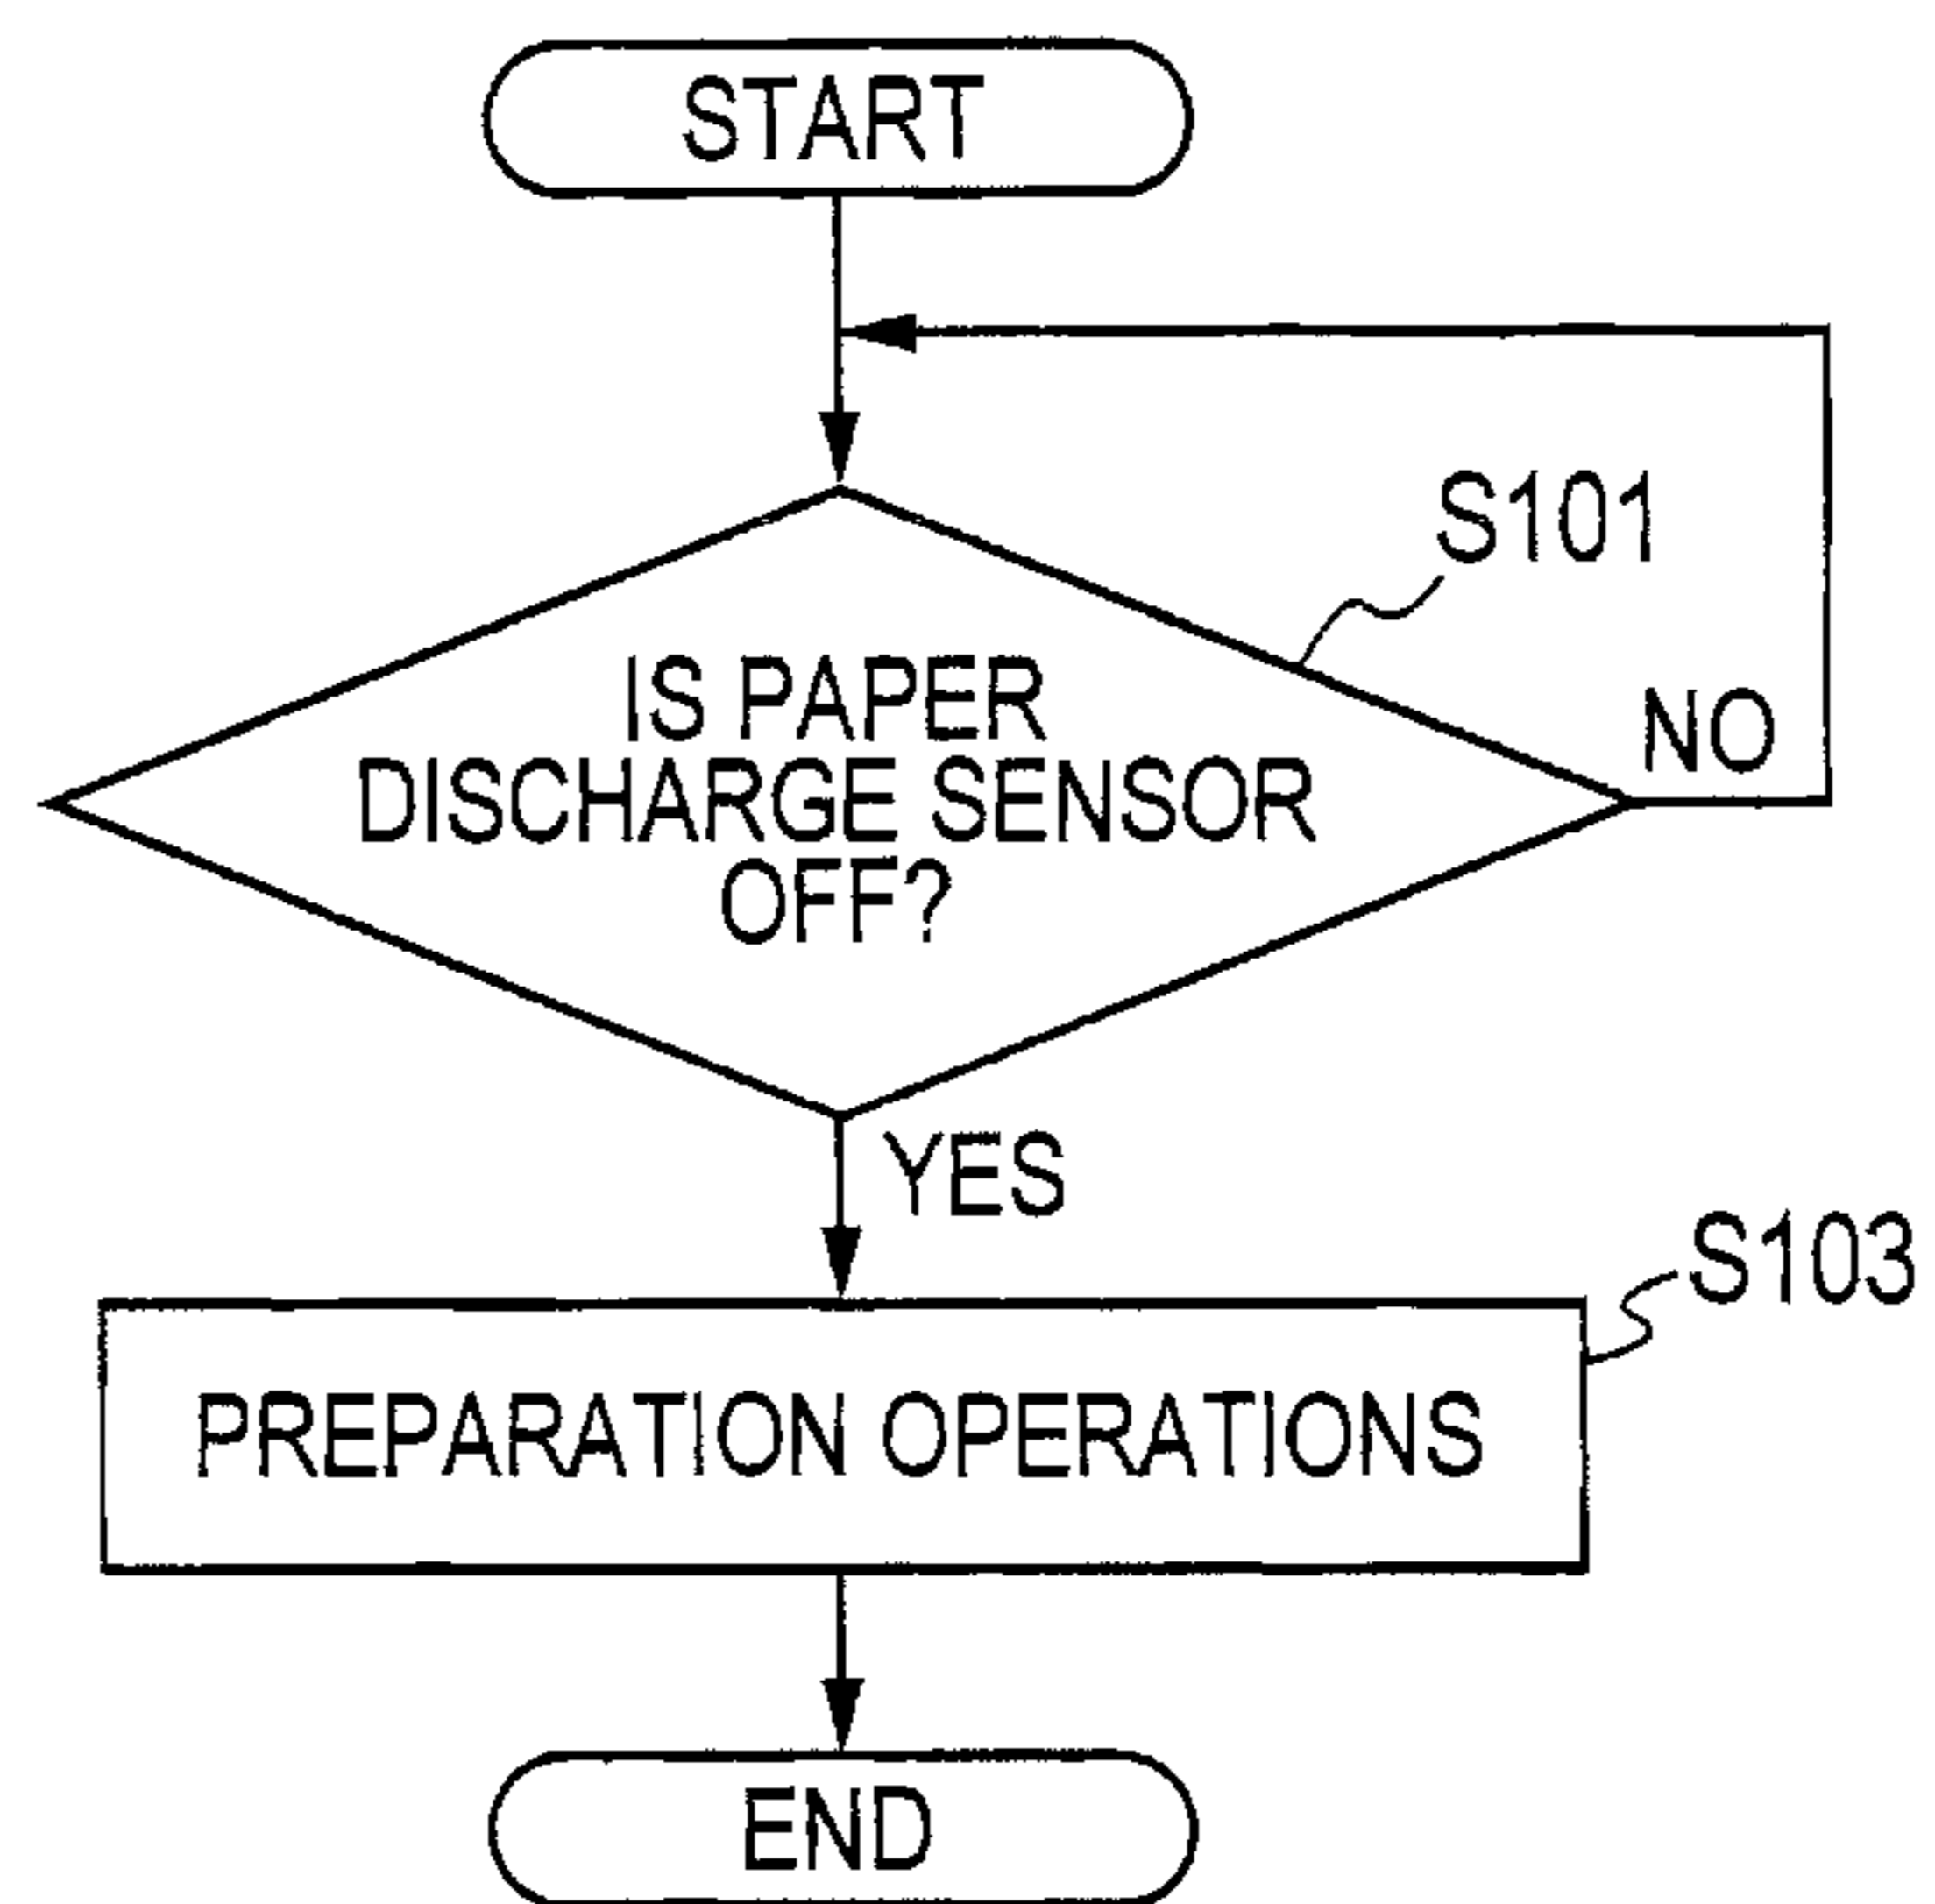 START
S101
IS PAPER
NO
DISCHARGE SENSOR
OFF?
YES
S103
PREPARATION OPERATIONS
END